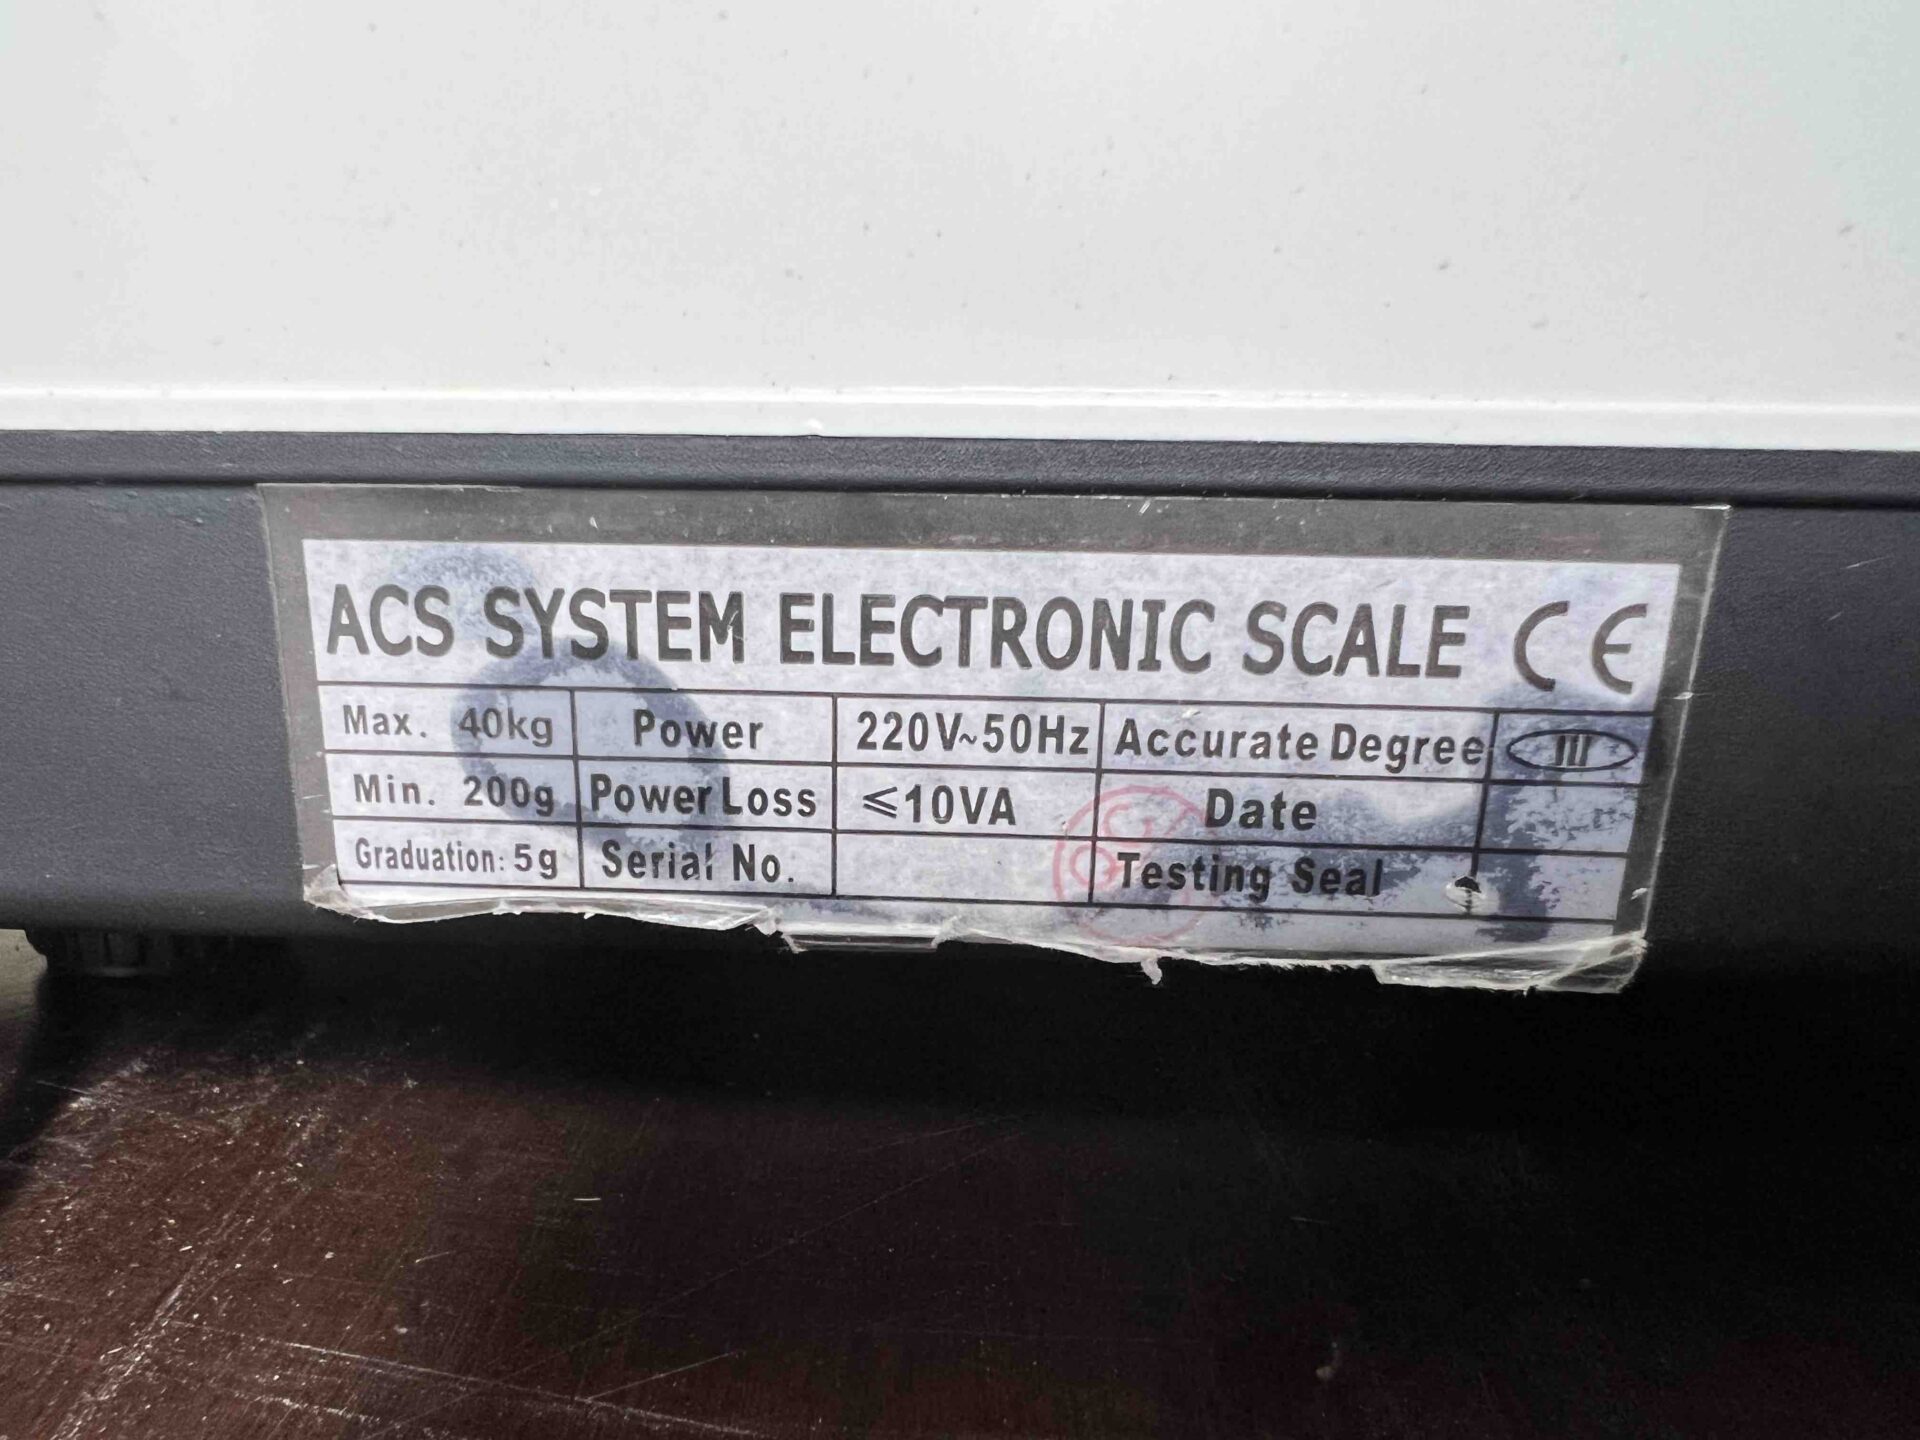 ACS SYSTEM ELECTRONIC SCALE CE
Max. 40kg Power 220V~50Hz Accurate Degree III
Min. 200g Power Loss ≤10VA Date
Graduation: 5g Serial No. Testing Seal